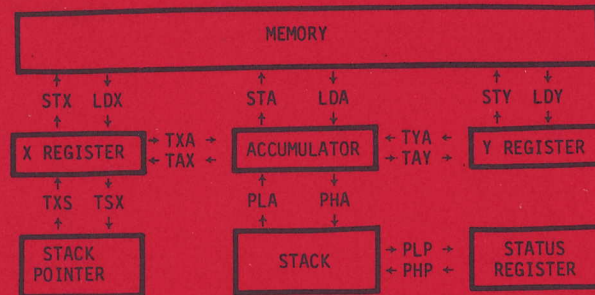 MEMORY
STX LDX
STA LDA
STY LDY
X REGISTER
TXA
TAX
ACCUMULATOR
TYA
TAY
Y REGISTER
TXS TSX
PLA PHA
STACK
POINTER
STACK
PLP
PHP
STATUS
REGISTER